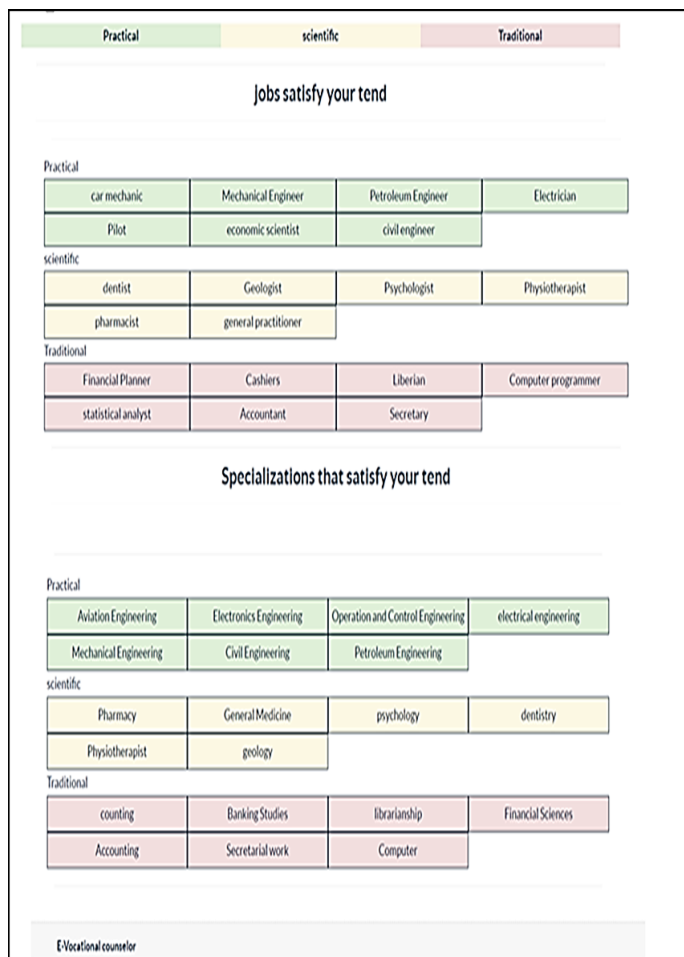 Practical scientific Traditional
Jobs satisfy your tend
Practical
car mechanic Mechanical Engineer Petroleum Engineer Electrician
Pilot economic scientist civil engineer
scientific
dentist Geologist Psychologist Physiotherapist
pharmacist general practitioner
Traditional
Financial Planner Cashiers Liberian Computer programmer
statistical analyst Accountant Secretary
Specializations that satisfy your tend
Practical
Aviation Engineering Electronics Engineering Operation and Control Engineering electrical engineering
Mechanical Engineering Civil Engineering Petroleum Engineering
scientific
Pharmacy General Medicine psychology dentistry
Physiotherapist geology
Traditional
counting Banking Studies librarianship Financial Sciences
Accounting Secretarial work Computer
E-Vocational counselor